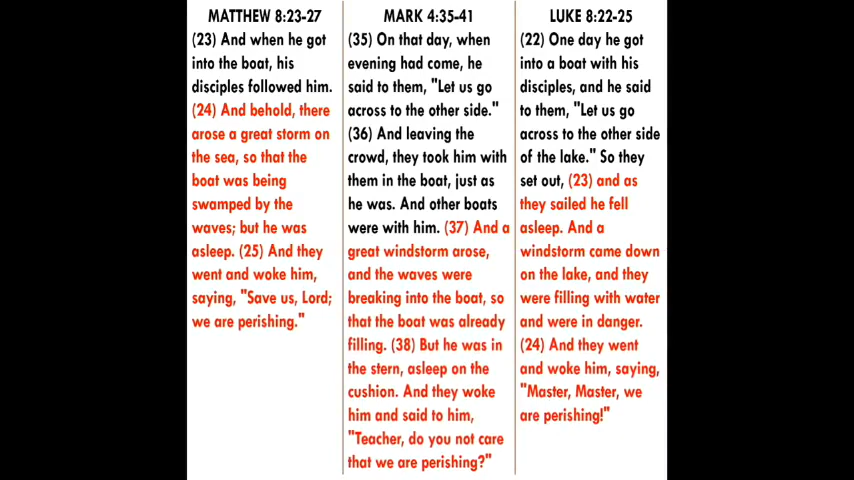 MATTHEW 8:23-27
(23) And when he got
into the boat, his
disciples followed him.
(24) And behold, there
arose a great storm on
the sea, so that the
boat was being
swamped by the
waves; but he was
asleep. (25) And they
went and woke him,
saying, "Save us, Lord;
we are perishing."
MARK 4:35-41
(35) On that day, when
evening had come, he
said to them, "Let us go
across to the other side."
(36) And leaving the
crowd, they took him with
them in the boat, just as
he was. And other boats
were with him. (37) And a
great windstorm arose,
and the waves were
breaking into the boat, so
that the boat was already
filling. (38) But he was in
the stern, asleep on the
cushion. And they woke
him and said to him,
"Teacher, do you not care
that we are perishing?"
LUKE 8:22-25
(22) One day he got
into a boat with his
disciples, and he said
to them, "Let us go
across to the other side
of the lake." So they
set out, (23) and as
they sailed he fell
asleep. And a
windstorm came down
on the lake, and they
were filling with water
and were in danger.
(24) And they went
and woke him, saying,
"Master, Master, we
are perishing!"